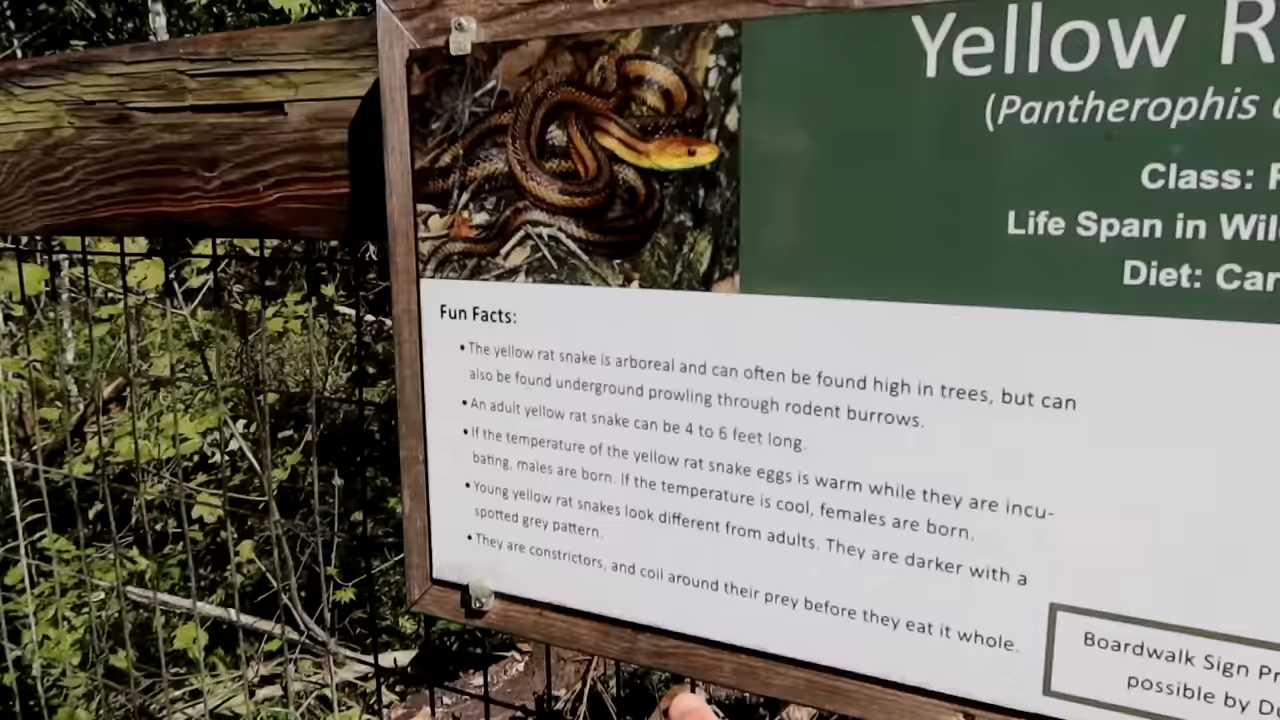 Yellow R
(Pantherophis
Class:
Life Span in Wil
Diet: Car
Fun Facts:
• The yellow rat snake is arboreal and can often be found high in trees, but can
also be found underground prowling through rodent burrows.
• An adult yellow rat snake can be 4 to 6 feet long.
• If the temperature of the yellow rat snake eggs is warm while they are incu-
bating, males are born. If the temperature is cool, females are born.
• Young yellow rat snakes look different from adults. They are darker with a
spotted grey pattern.
• They are constrictors, and coil around their prey before they eat it whole.
Boardwalk Sign Pr
possible by D